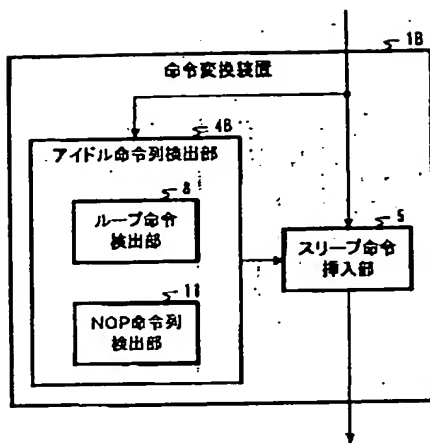 1B
命令変換装置
4B
アイドル命令列検出部
8
ループ命令
検出部
5
スリープ命令
挿入部
11
NOP命令列
検出部